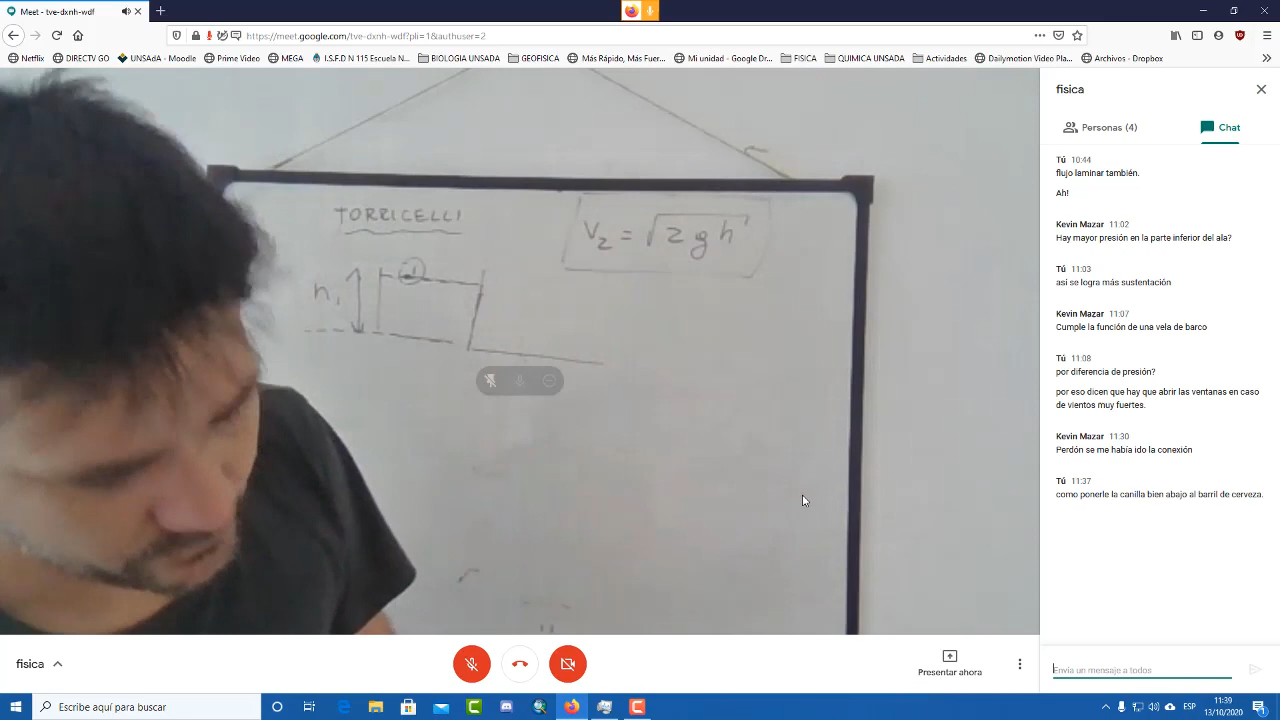 Meet - tve-dxnh-wdf
https://meet.google.com/tve-dxnh-wdf?pli=1&authuser=2
Netflix
DIRECTV GO
UNSAdA - Moodle
Prime Video
MEGA
I.S.F.D N 115 Escuela N...
BIOLOGIA UNSADA
GEOFISICA
Más Rápido, Más Fuer...
Mi unidad - Google Dr...
FISICA
QUIMICA UNSADA
Actividades
Dailymotion Video Pla...
Archivos - Dropbox
TORRICELLI
V₂ = √2gh
h₁
1
fisica
Personas (4)
Chat
Tú 10:44
flujo laminar también.
Ah!
Kevin Mazar 11:02
Hay mayor presión en la parte inferior del ala?
Tú 11:03
asi se logra más sustentación
Kevin Mazar 11:07
Cumple la función de una vela de barco
Tú 11:08
por diferencia de presión?
por eso dicen que hay que abrir las ventanas en caso
de vientos muy fuertes.
Kevin Mazar 11:30
Perdón se me había ido la conexión
Tú 11:37
como ponerle la canilla bien abajo al barril de cerveza.
Envía un mensaje a todos
fisica
Presentar ahora
Escribe aquí para buscar
ESP
11:39
13/10/2020
1